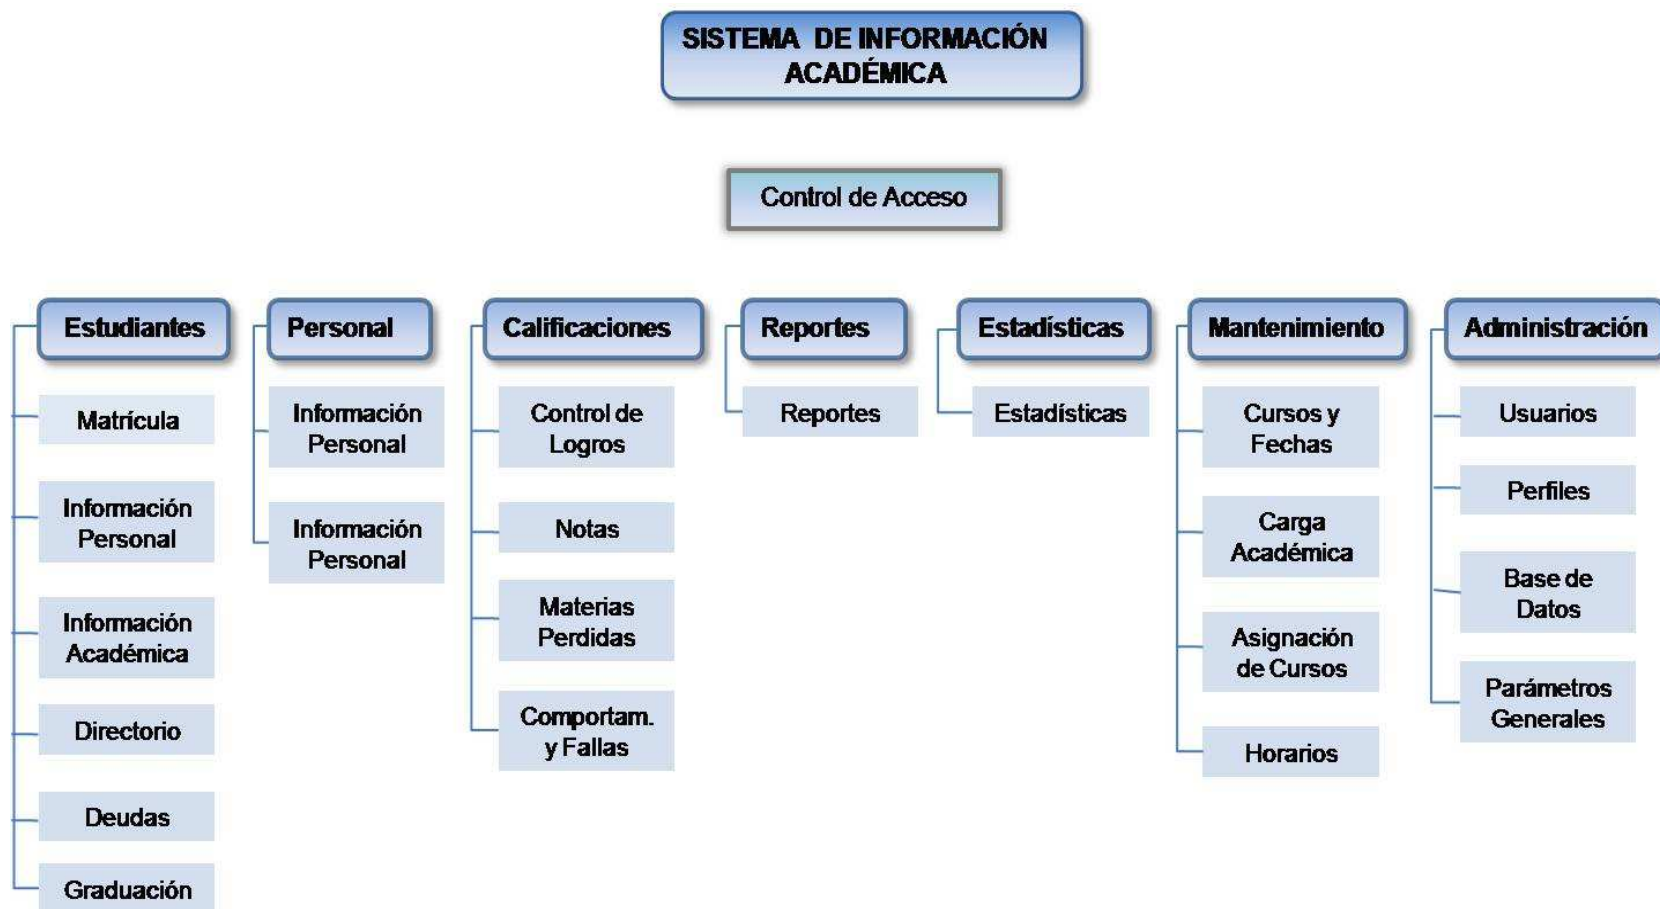 SISTEMA DE INFORMACIÓN
ACADÉMICA
Control de Acceso
Estudiantes
Matrícula
Información
Personal
Información
Académica
Directorio
Deudas
Graduación
Personal
Información
Personal
Información
Personal
Calificaciones
Control de
Logros
Notas
Materias
Perdidas
Comportam.
y Fallas
Reportes
Reportes
Estadísticas
Estadísticas
Mantenimiento
Cursos y
Fechas
Carga
Académica
Asignación
de Cursos
Horarios
Administración
Usuarios
Perfiles
Base de
Datos
Parámetros
Generales